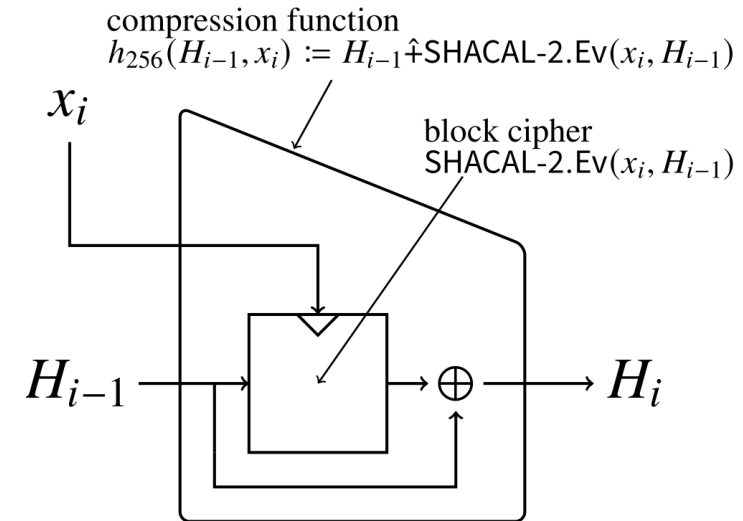 compression function
h₂₅₆(Hᵢ₋₁, xᵢ) := Hᵢ₋₁+̂SHACAL-2.Ev(xᵢ, Hᵢ₋₁)
xᵢ
block cipher
SHACAL-2.Ev(xᵢ, Hᵢ₋₁)
Hᵢ₋₁
Hᵢ